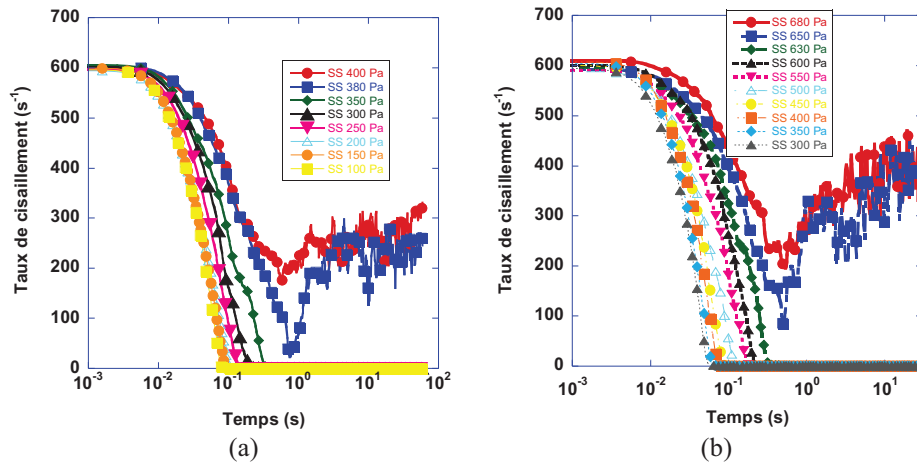 (a)
700
600
500
400
300
200
100
0
Taux de cisaillement (s⁻¹)
SS 400 Pa
SS 380 Pa
SS 350 Pa
SS 300 Pa
SS 250 Pa
SS 200 Pa
SS 150 Pa
SS 100 Pa
10⁻³ 10⁻² 10⁻¹ 10⁰ 10¹ 10²
Temps (s)
(a)
(b)
700
600
500
400
300
200
100
0
Taux de cisaillement (s⁻¹)
SS 680 Pa
SS 650 Pa
SS 630 Pa
SS 600 Pa
SS 550 Pa
SS 500 Pa
SS 450 Pa
SS 400 Pa
SS 350 Pa
SS 300 Pa
10⁻³ 10⁻² 10⁻¹ 10⁰ 10¹
Temps (s)
(b)